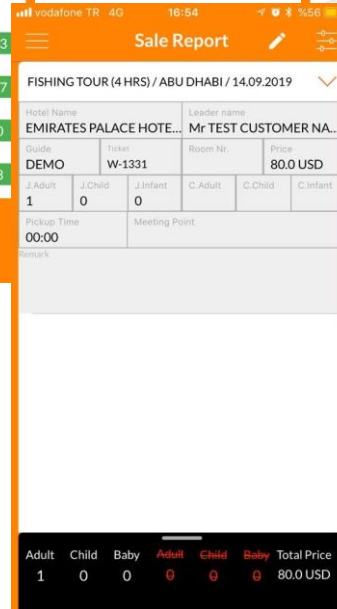 vodafone TR 4G 16:54 %56
Sale Report
FISHING TOUR (4 HRS) / ABU DHABI / 14.09.2019
Hotel Name Leader name
EMIRATES PALACE HOTE... Mr TEST CUSTOMER NA...
Guide Ticket Room Nr. Price
DEMO W-1331 80.0 USD
J.Adult J.Child J.Infant C.Adult C.Child C.Infant
1 0 0
Pickup Time Meeting Point
00:00
Remark
Adult Child Baby Adult Child Baby Total Price
1 0 0 0 0 0 80.0 USD